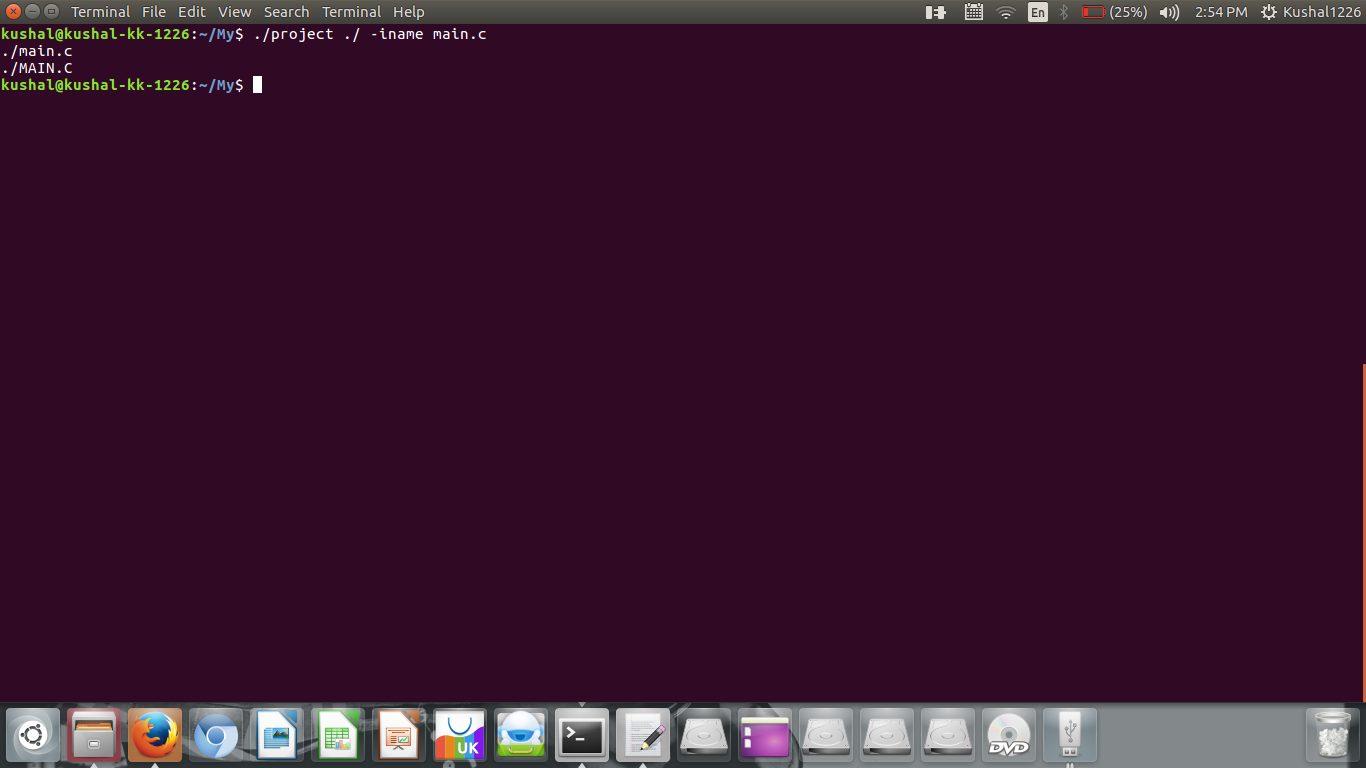 Terminal File Edit View Search Terminal Help En (25%) 2:54 PM Kushal1226
kushal@kushal-kk-1226:~/My$ ./project ./ -iname main.c
./main.c
./MAIN.C
kushal@kushal-kk-1226:~/My$
>_ UK DVD